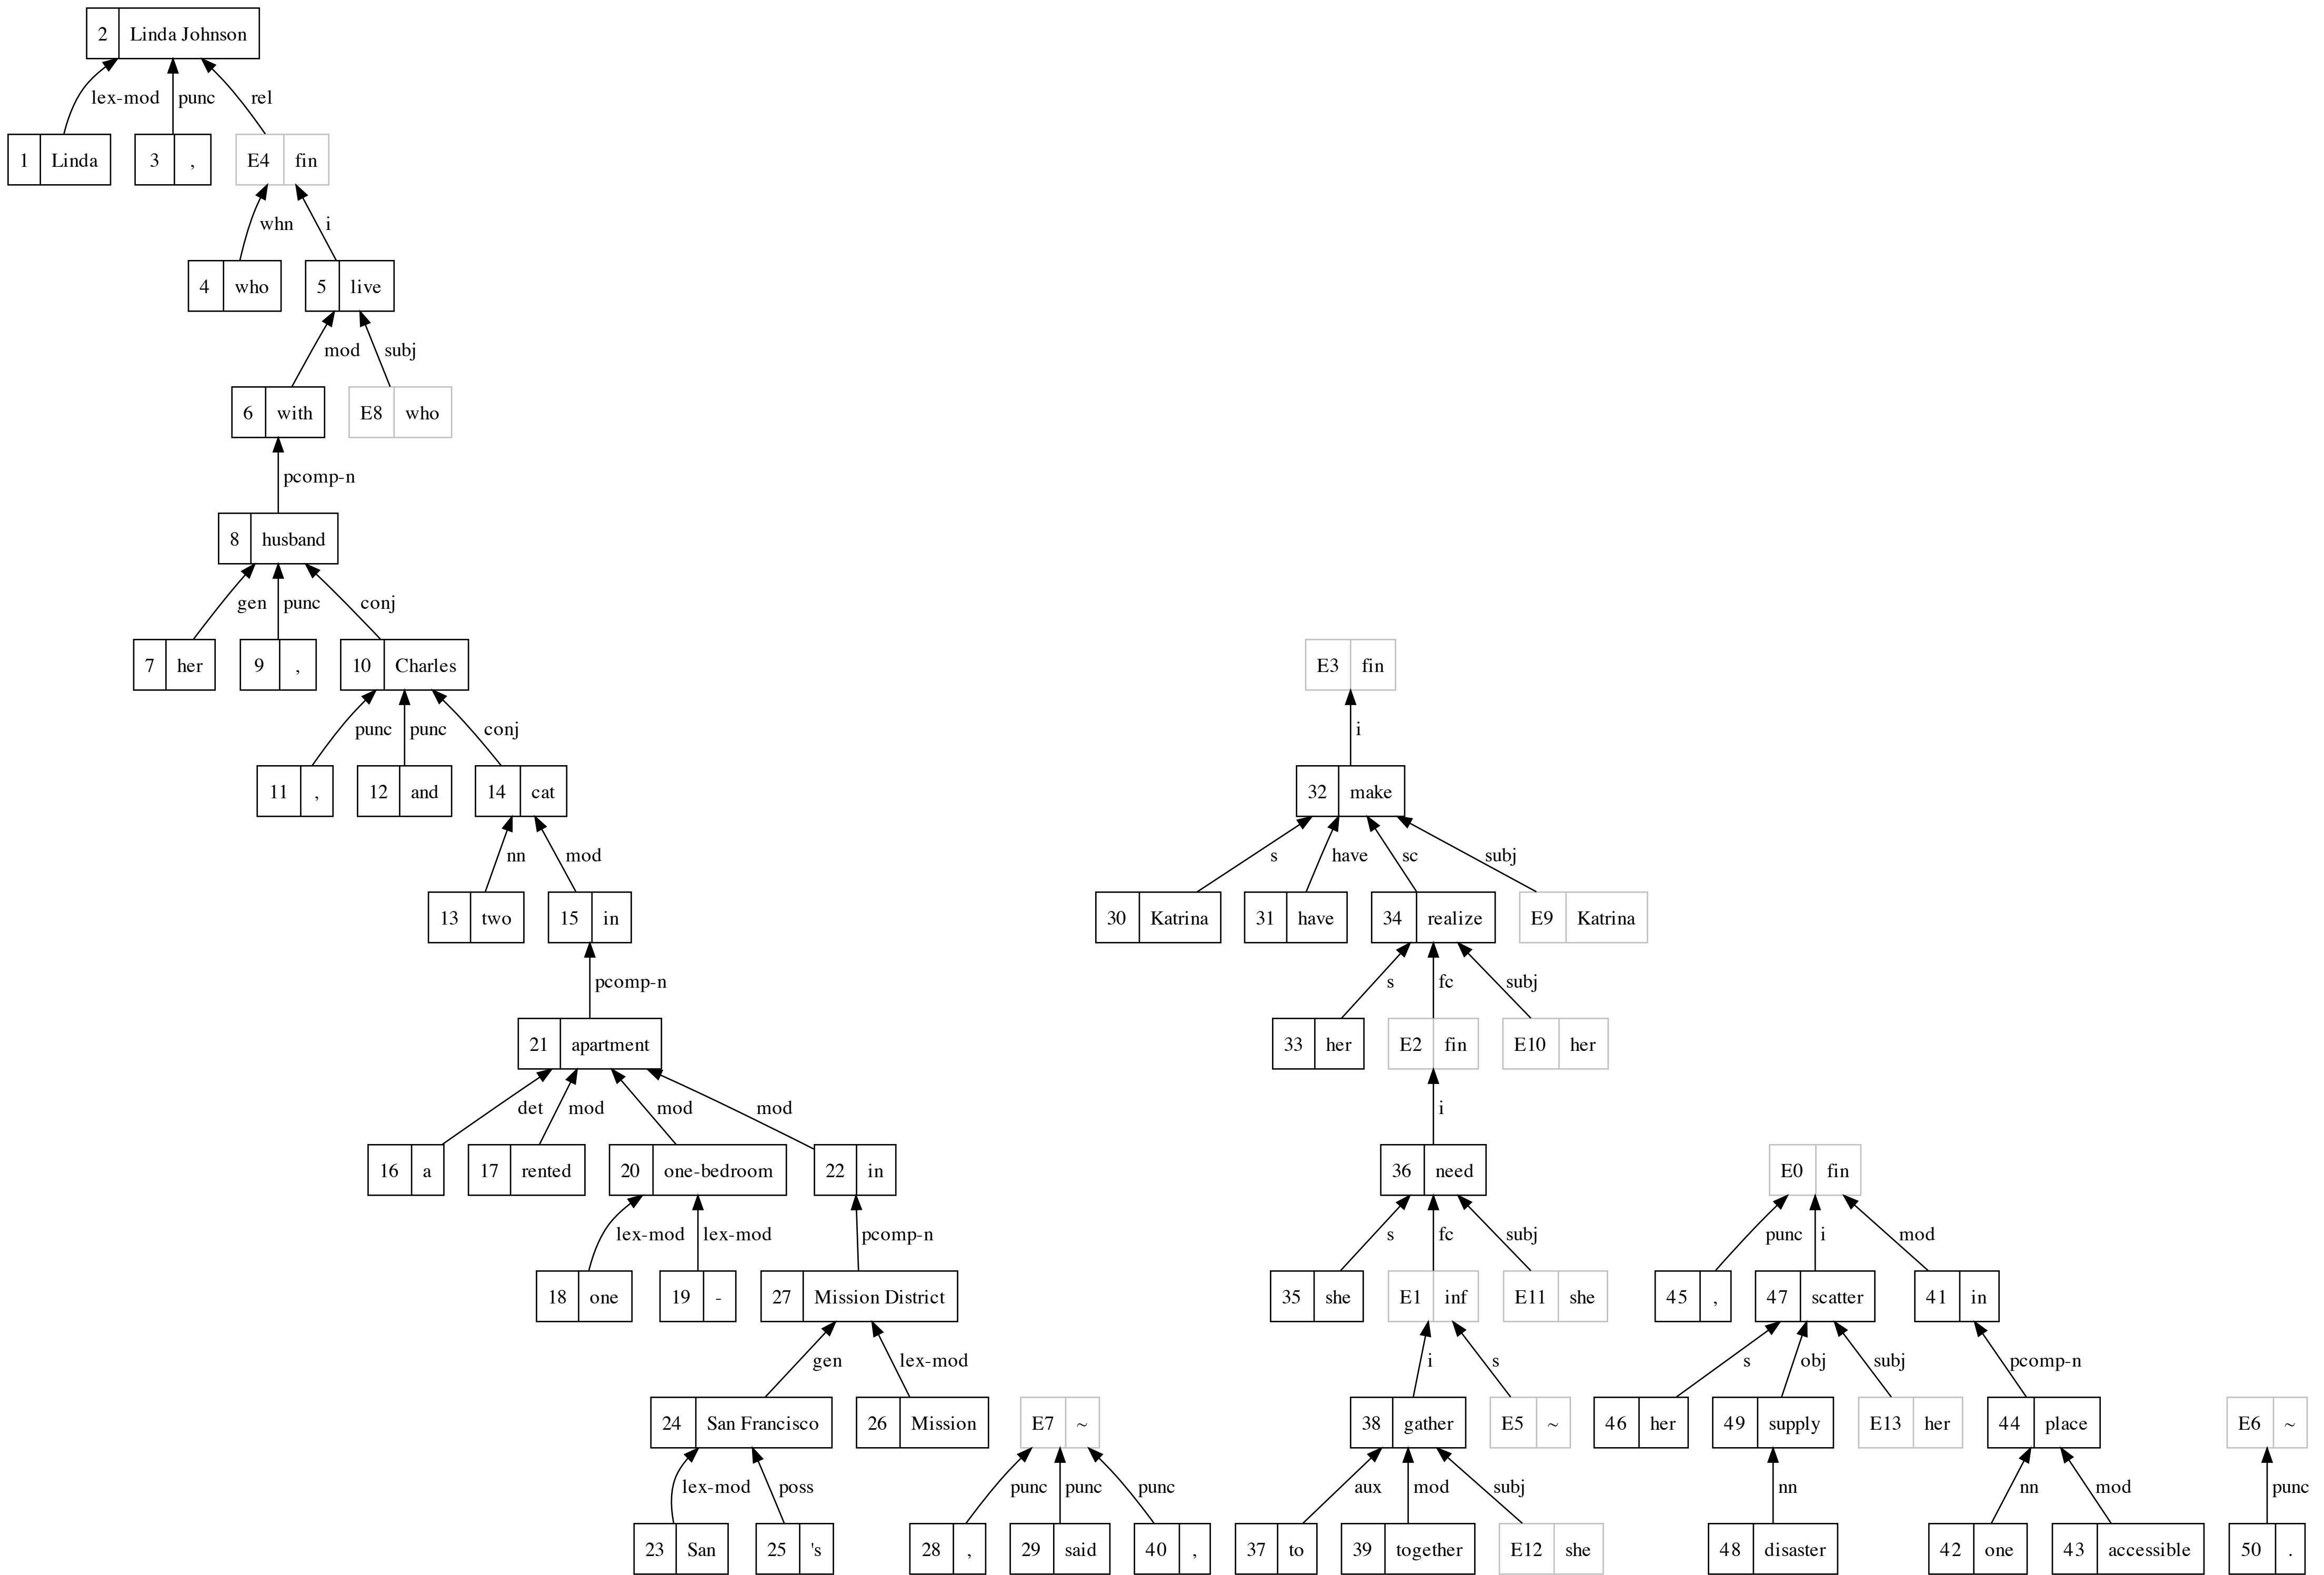 2 Linda Johnson
lex-mod punc rel
1 Linda 3 , E4 fin
whn i
4 who 5 live
mod subj
6 with E8 who
pcomp-n
8 husband
gen punc conj
7 her 9 , 10 Charles E3 fin
punc punc conj i
11 , 12 and 14 cat 32 make
nn mod s have sc subj
13 two 15 in 30 Katrina 31 have 34 realize E9 Katrina
pcomp-n s fc subj
21 apartment 33 her E2 fin E10 her
det mod mod mod i
16 a 17 rented 20 one-bedroom 22 in 36 need E0 fin
lex-mod lex-mod pcomp-n s fc subj punc i mod
18 one 19 - 27 Mission District 35 she E1 inf E11 she 45 , 47 scatter 41 in
gen lex-mod i s s obj subj pcomp-n
24 San Francisco 26 Mission E7 ~ 38 gather E5 ~ 46 her 49 supply E13 her 44 place E6 ~
lex-mod poss punc punc punc aux mod subj nn nn mod punc
23 San 25 's 28 , 29 said 40 , 37 to 39 together E12 she 48 disaster 42 one 43 accessible 50 .